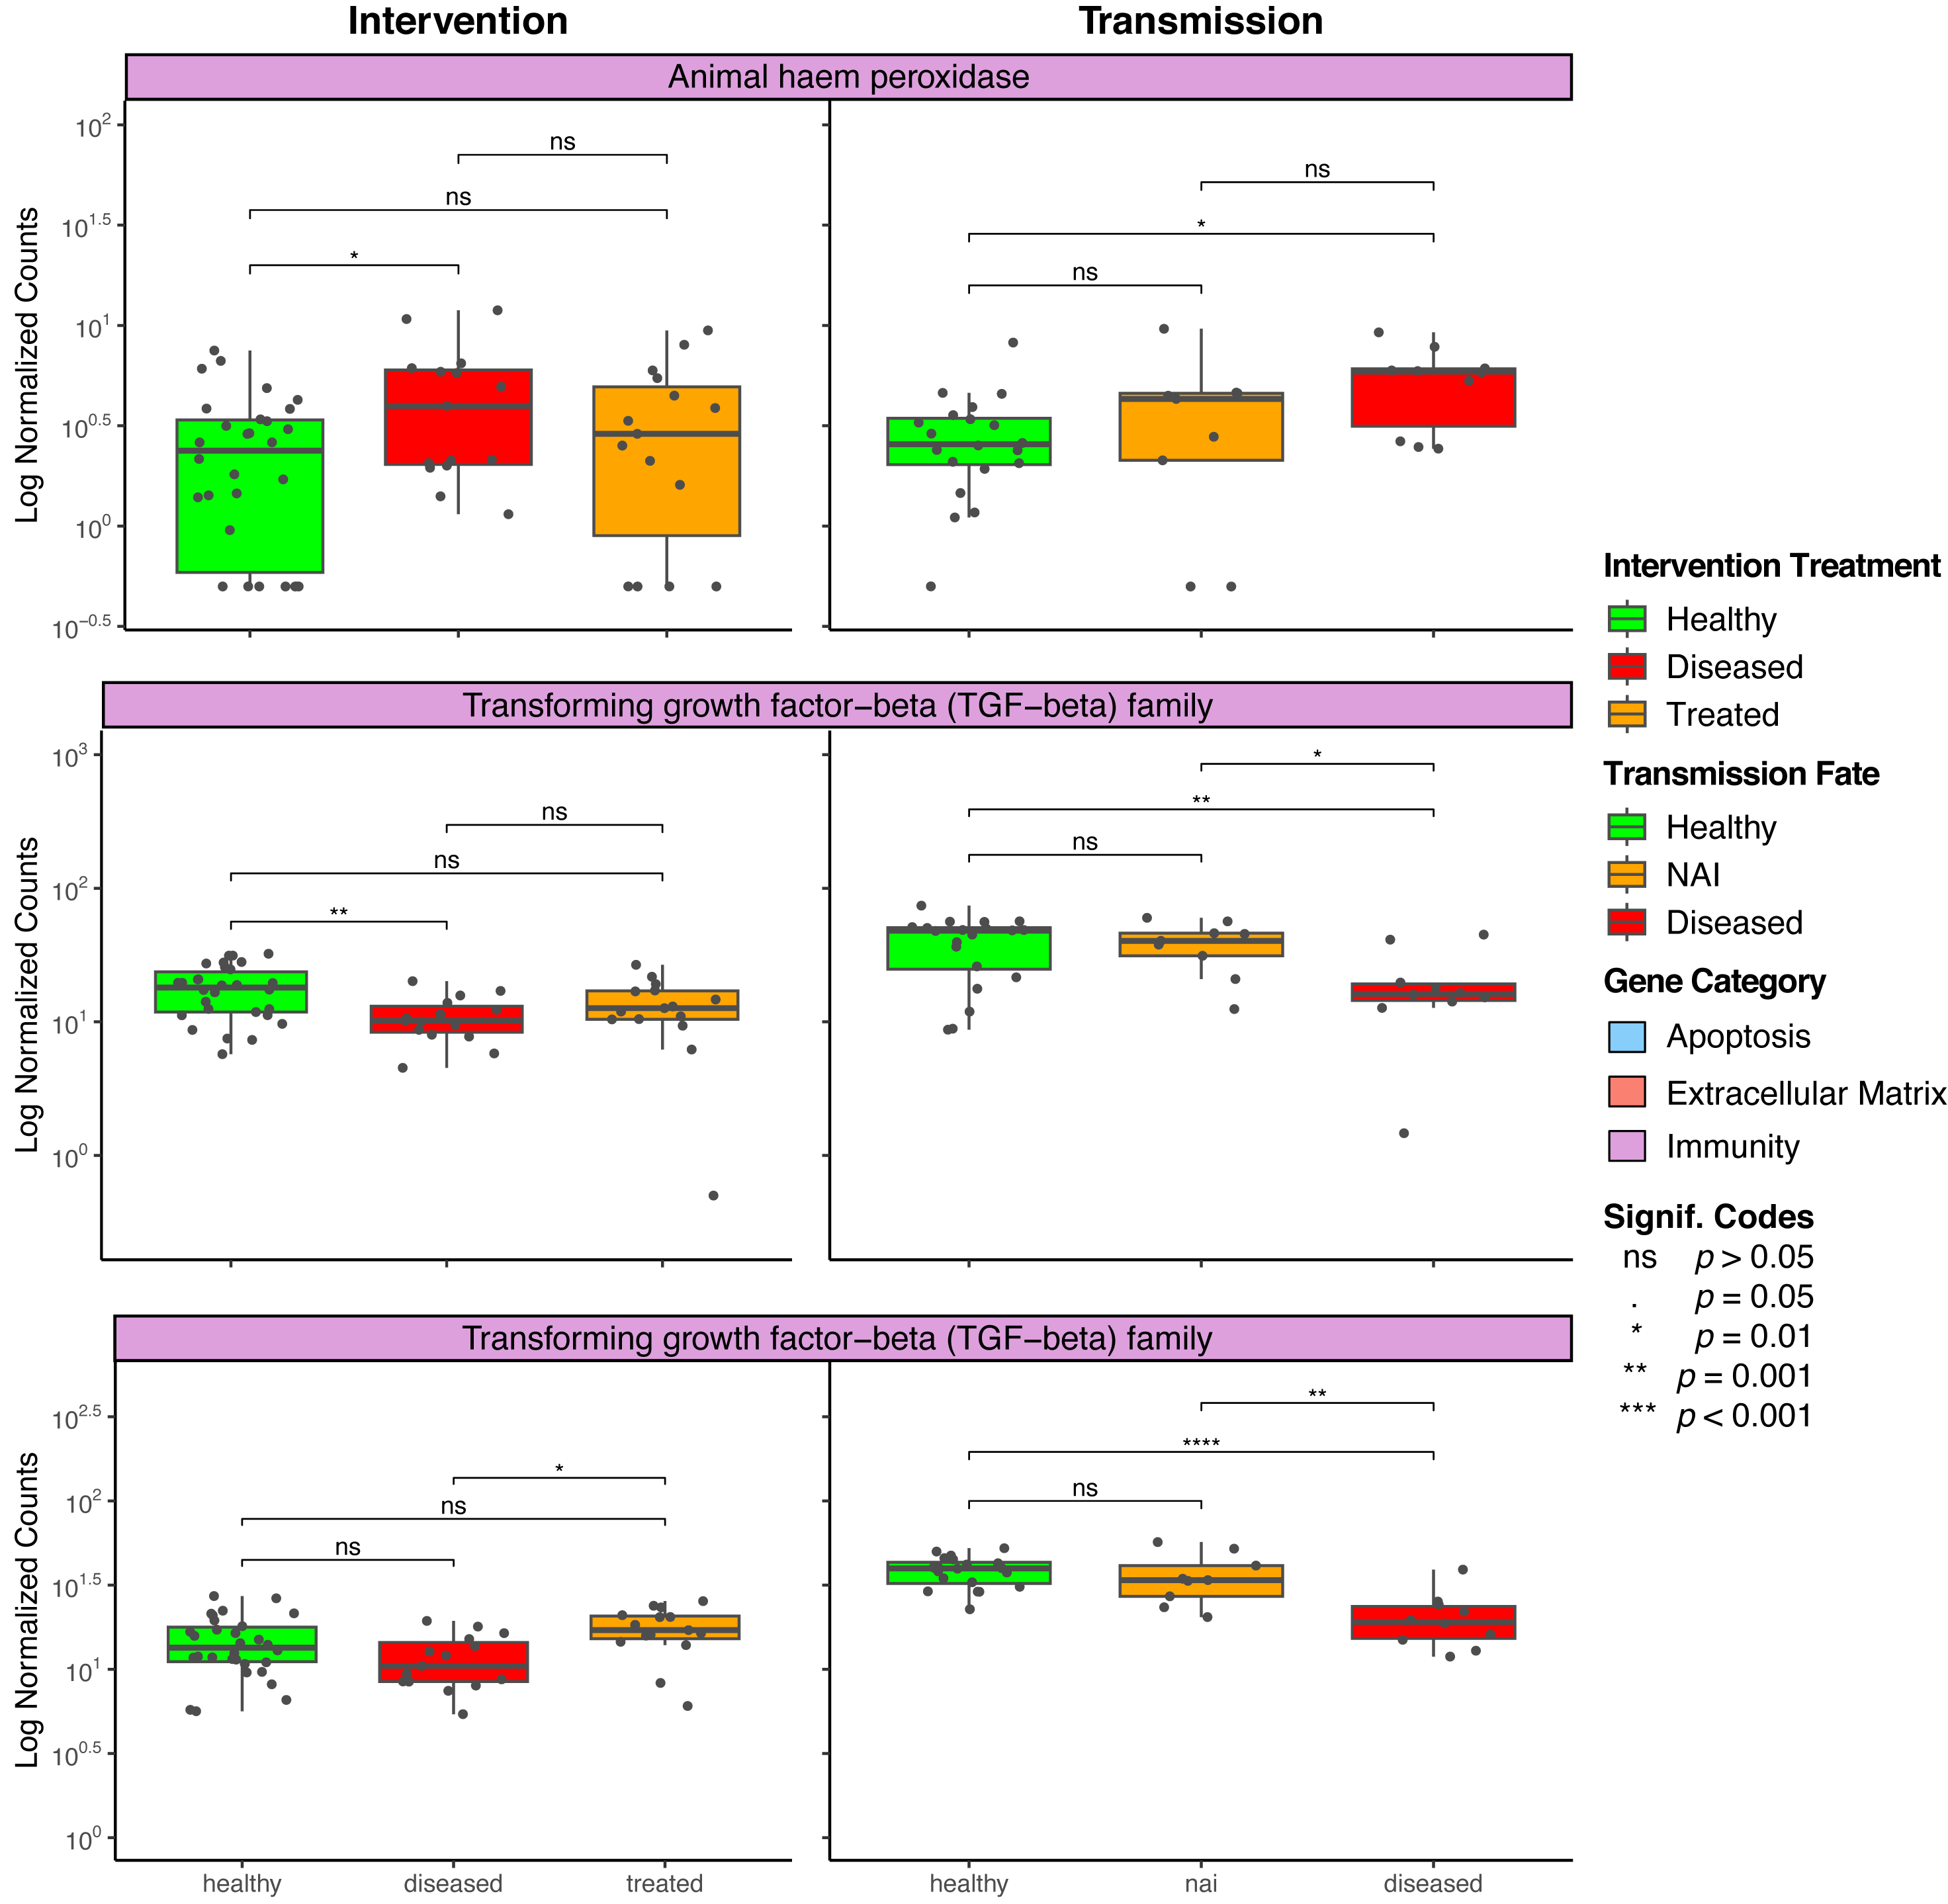 Intervention Transmission
Animal haem peroxidase
Log Normalized Counts
10^2
10^1.5
10^1
10^0.5
10^0
10^−0.5
ns
ns
*
ns
*
ns
Transforming growth factor−beta (TGF−beta) family
Log Normalized Counts
10^3
10^2
10^1
10^0
ns
ns
**
*
**
ns
Transforming growth factor−beta (TGF−beta) family
Log Normalized Counts
10^2.5
10^2
10^1.5
10^1
10^0.5
10^0
*
ns
ns
**
****
ns
healthy diseased treated healthy nai diseased
Intervention Treatment
Healthy
Diseased
Treated
Transmission Fate
Healthy
NAI
Diseased
Gene Category
Apoptosis
Extracellular Matrix
Immunity
Signif. Codes
ns p > 0.05
. p = 0.05
* p = 0.01
** p = 0.001
*** p < 0.001